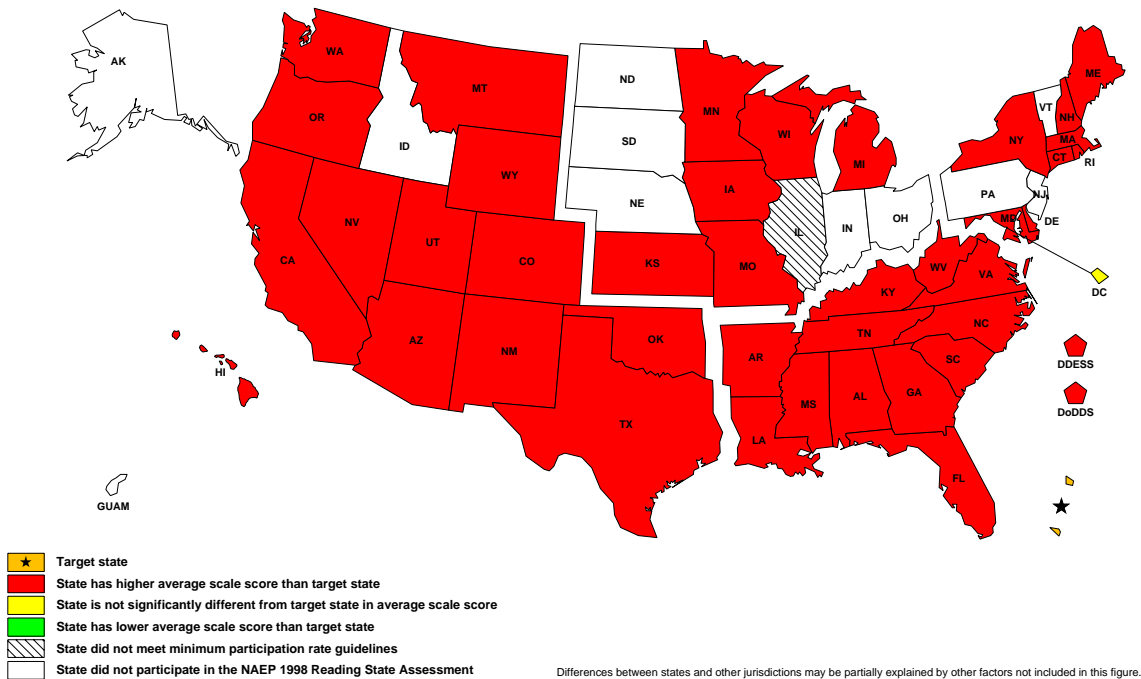 AK
WA
MT
ND
MN
ME
VT
NH
OR
ID
SD
WI
MI
NY
MA
CT
RI
WY
IA
PA
NJ
NE
OH
IN
IL
MD
DE
NV
UT
CO
CA
KS
MO
WV
VA
DC
KY
AZ
NM
OK
TN
NC
AR
SC
DDESS
HI
MS
AL
GA
DoDDS
TX
LA
FL
GUAM
Target state
State has higher average scale score than target state
State is not significantly different from target state in average scale score
State has lower average scale score than target state
State did not meet minimum participation rate guidelines
State did not participate in the NAEP 1998 Reading State Assessment
Differences between states and other jurisdictions may be partially explained by other factors not included in this figure.